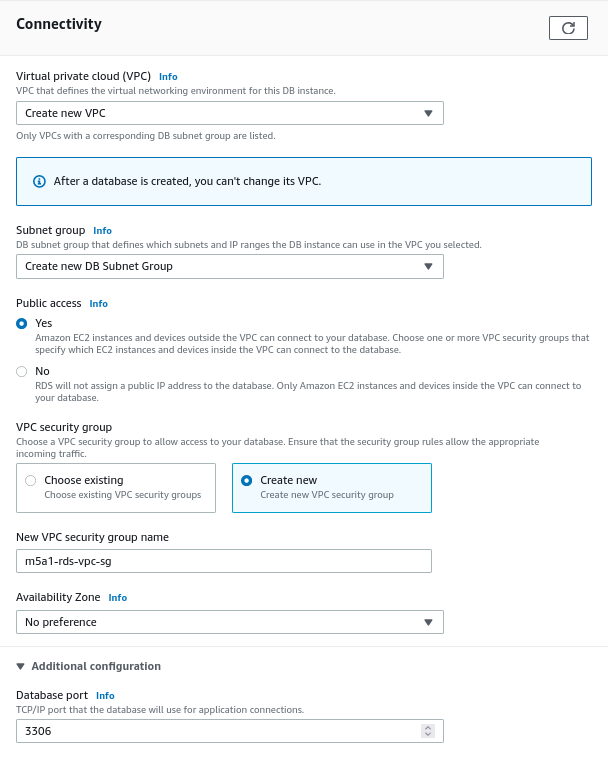 Connectivity
Virtual private cloud (VPC) Info
VPC that defines the virtual networking environment for this DB instance.
Create new VPC
Only VPCs with a corresponding DB subnet group are listed.
After a database is created, you can't change its VPC.
Subnet group Info
DB subnet group that defines which subnets and IP ranges the DB instance can use in the VPC you selected.
Create new DB Subnet Group
Public access Info
Yes
Amazon EC2 instances and devices outside the VPC can connect to your database. Choose one or more VPC security groups that
specify which EC2 instances and devices inside the VPC can connect to the database.
No
RDS will not assign a public IP address to the database. Only Amazon EC2 instances and devices inside the VPC can connect to
your database.
VPC security group
Choose a VPC security group to allow access to your database. Ensure that the security group rules allow the appropriate
incoming traffic.
Choose existing
Choose existing VPC security groups
Create new
Create new VPC security group
New VPC security group name
m5a1-rds-vpc-sg
Availability Zone Info
No preference
Additional configuration
Database port Info
TCP/IP port that the database will use for application connections.
3306